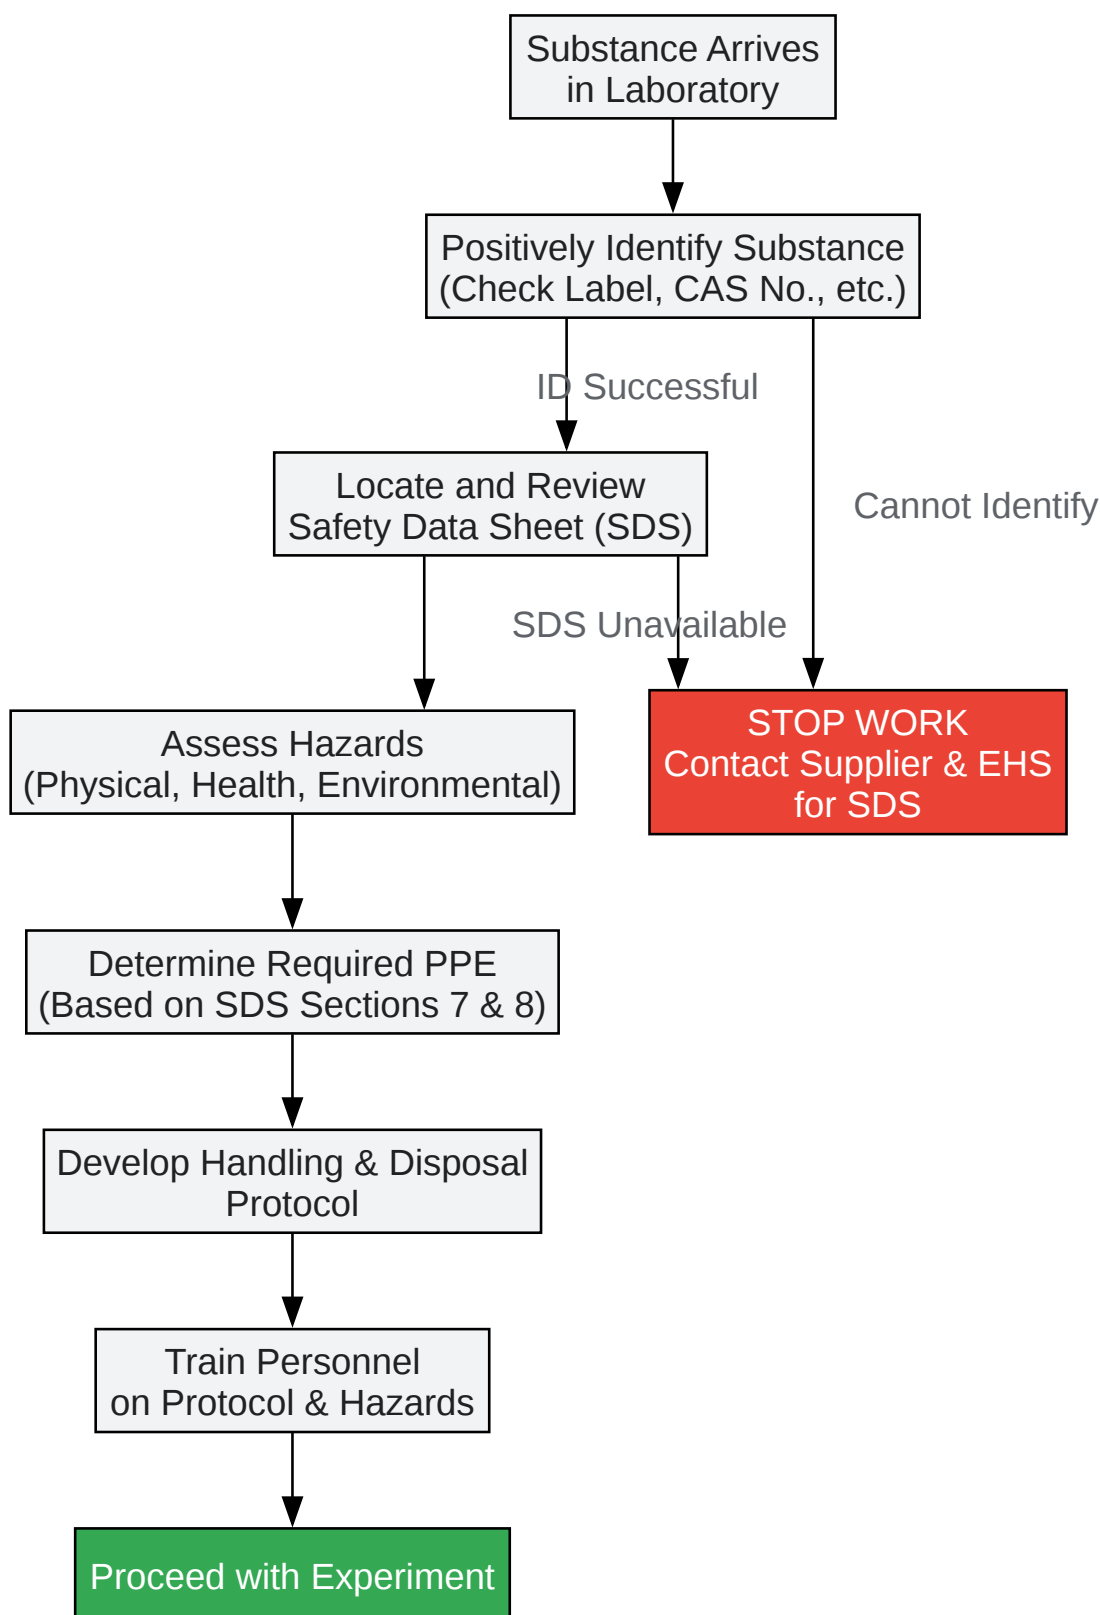 Substance Arrives
in Laboratory
Positively Identify Substance
(Check Label, CAS No., etc.)
ID Successful
Locate and Review
Safety Data Sheet (SDS)
Cannot Identify
SDS Unavailable
Assess Hazards
(Physical, Health, Environmental)
STOP WORK
Contact Supplier & EHS
for SDS
Determine Required PPE
(Based on SDS Sections 7 & 8)
Develop Handling & Disposal
Protocol
Train Personnel
on Protocol & Hazards
Proceed with Experiment